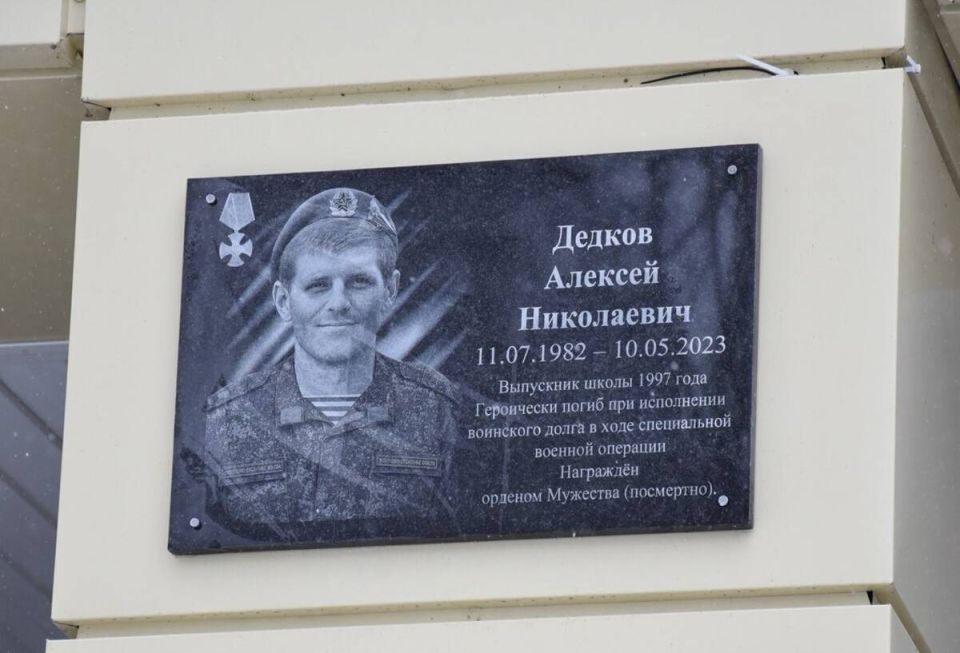 Дедков
Алексей
Николаевич
11.07.1982 – 10.05.2023
Выпускник школы 1997 года
Героически погиб при исполнении
воинского долга в ходе специальной
военной операции
Награждён
орденом Мужества (посмертно).